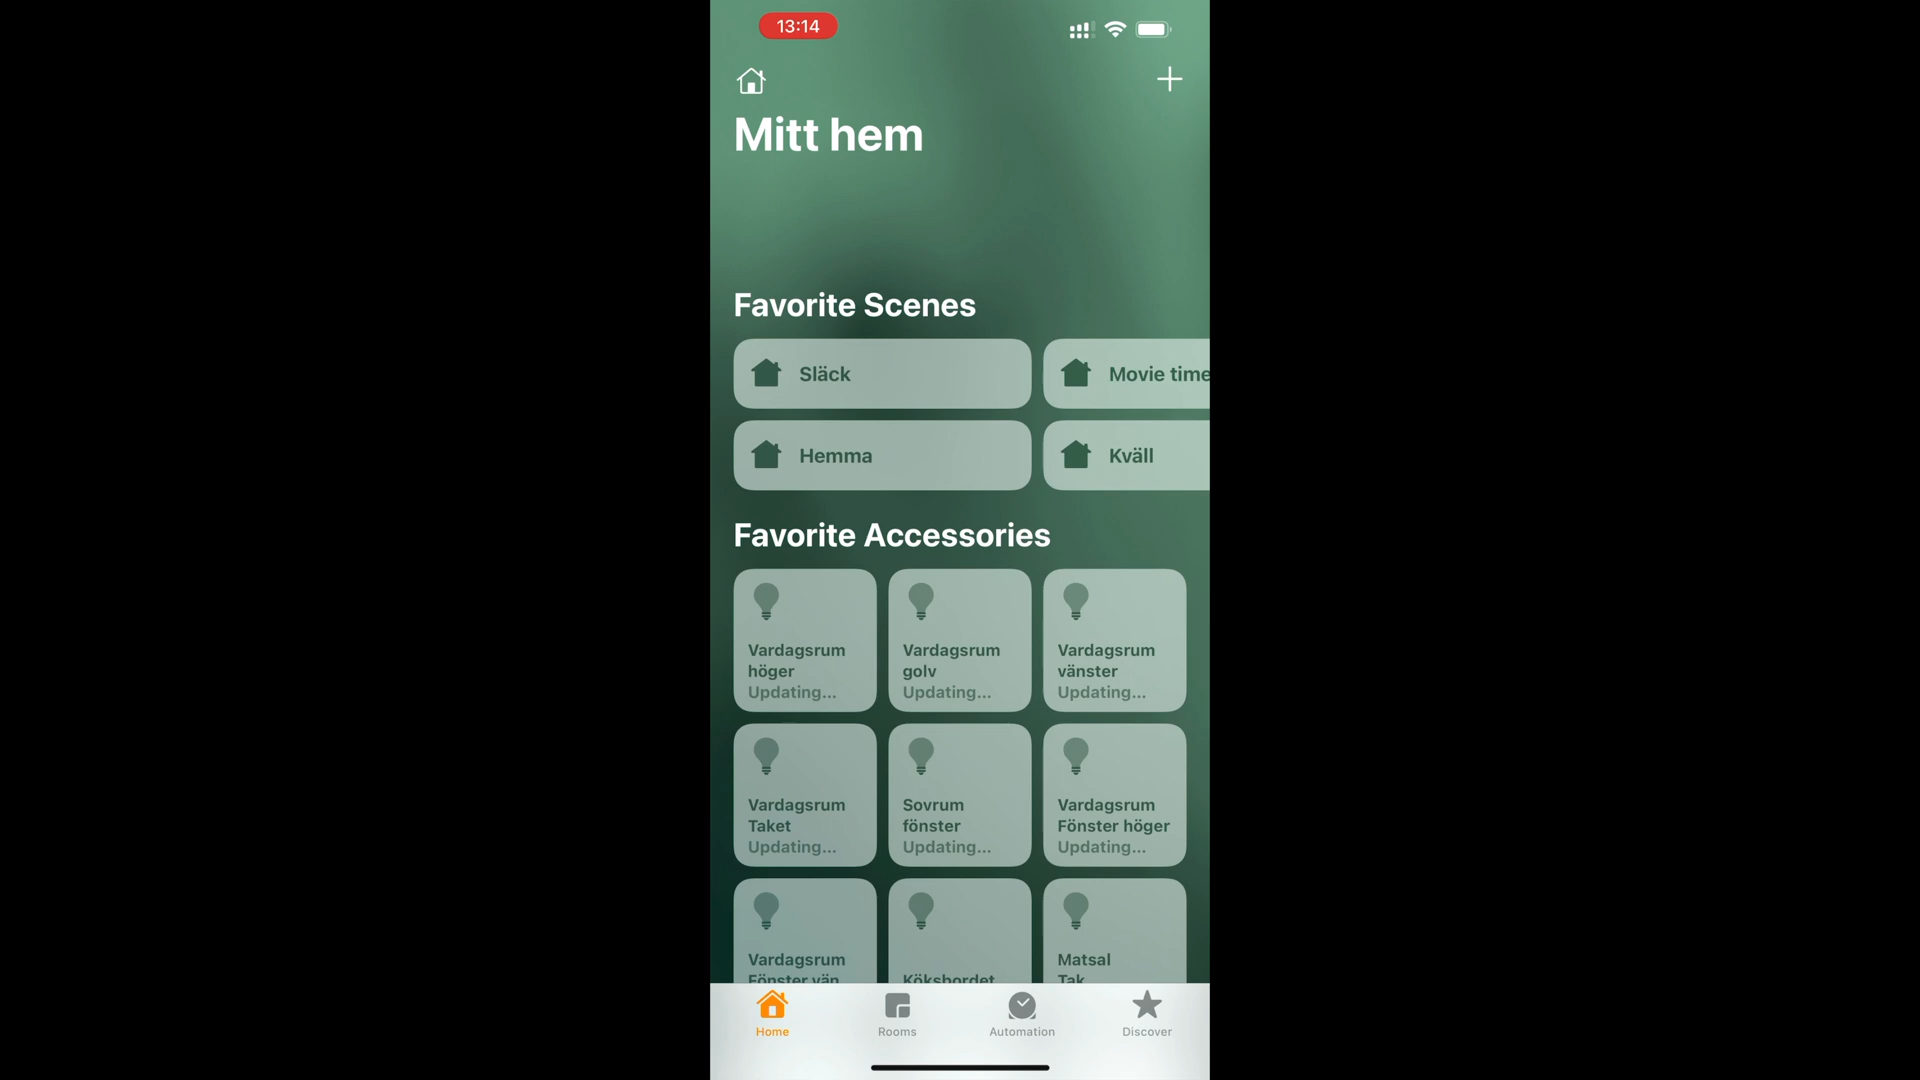 13:14
Mitt hem
Favorite Scenes
Släck
Movie time
Hemma
Kväll
Favorite Accessories
Vardagsrum
höger
Updating...
Vardagsrum
golv
Updating...
Vardagsrum
vänster
Updating...
Vardagsrum
Taket
Updating...
Sovrum
fönster
Updating...
Vardagsrum
Fönster höger
Updating...
Vardagsrum
Fönster vän
Köksbordet
Matsal
Tak
Home
Rooms
Automation
Discover